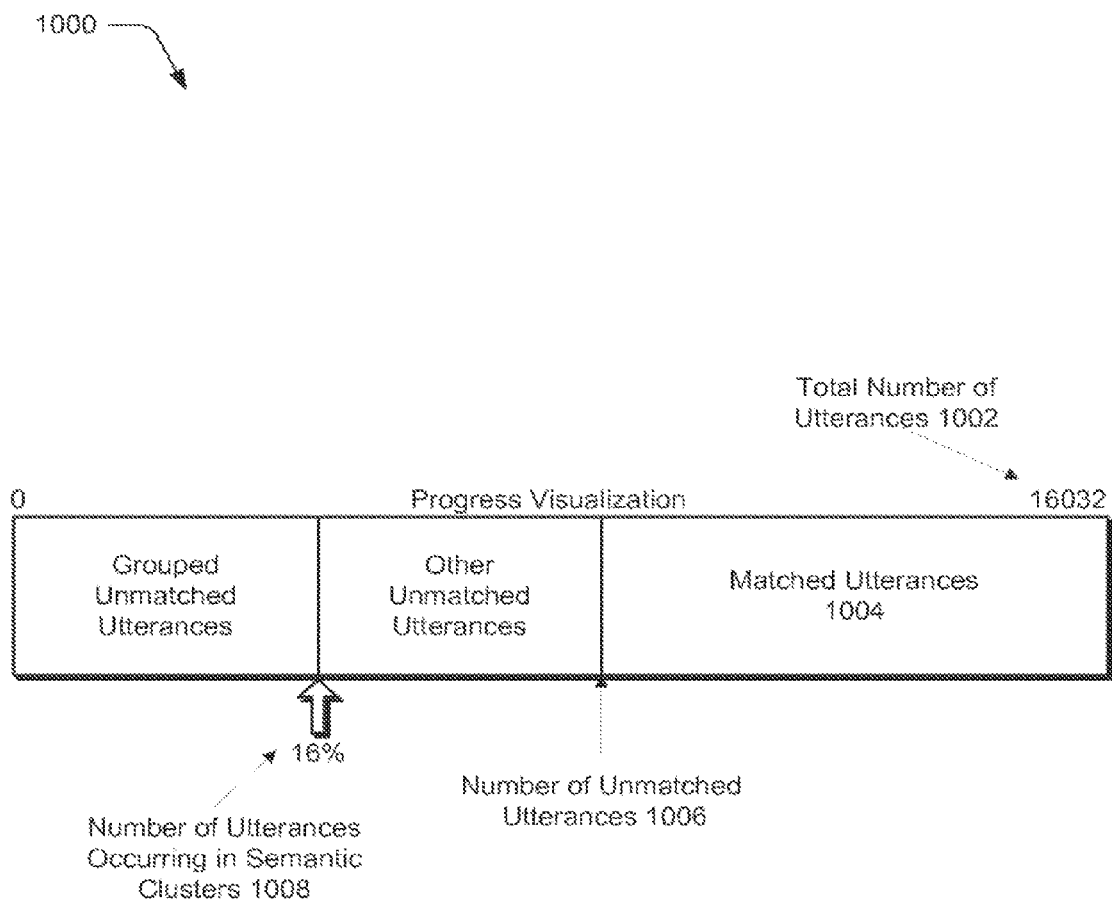 1000
Total Number of
Utterances 1002
0
Progress Visualization
16032
Grouped
Unmatched
Utterances
Other
Unmatched
Utterances
Matched Utterances
1004
16%
Number of Unmatched
Utterances 1006
Number of Utterances
Occurring in Semantic
Clusters 1008